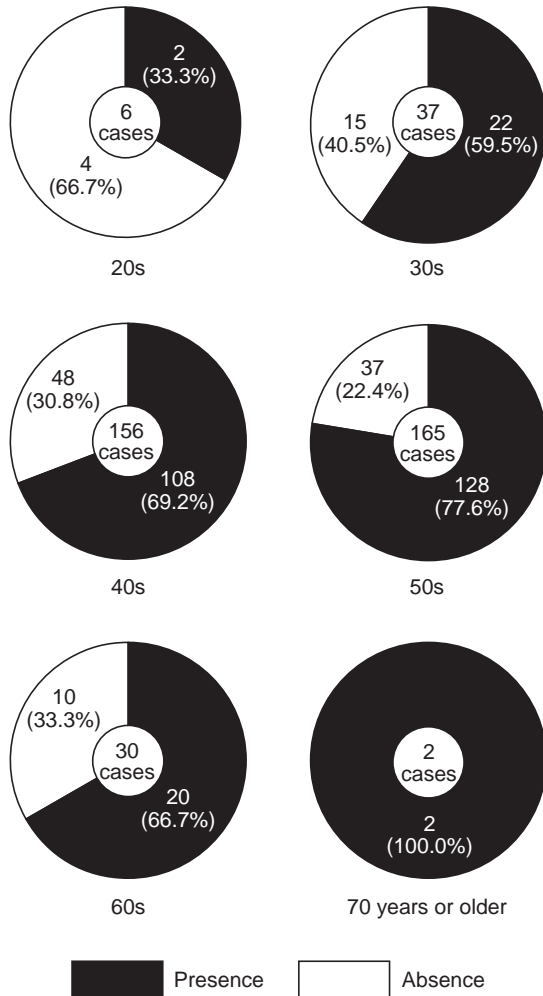 2
(33.3%)
6
cases
4
(66.7%)
20s
15
(40.5%)
37
cases
22
(59.5%)
30s
48
(30.8%)
156
cases
108
(69.2%)
40s
37
(22.4%)
165
cases
128
(77.6%)
50s
10
(33.3%)
30
cases
20
(66.7%)
60s
2
cases
2
(100.0%)
70 years or older
Presence
Absence